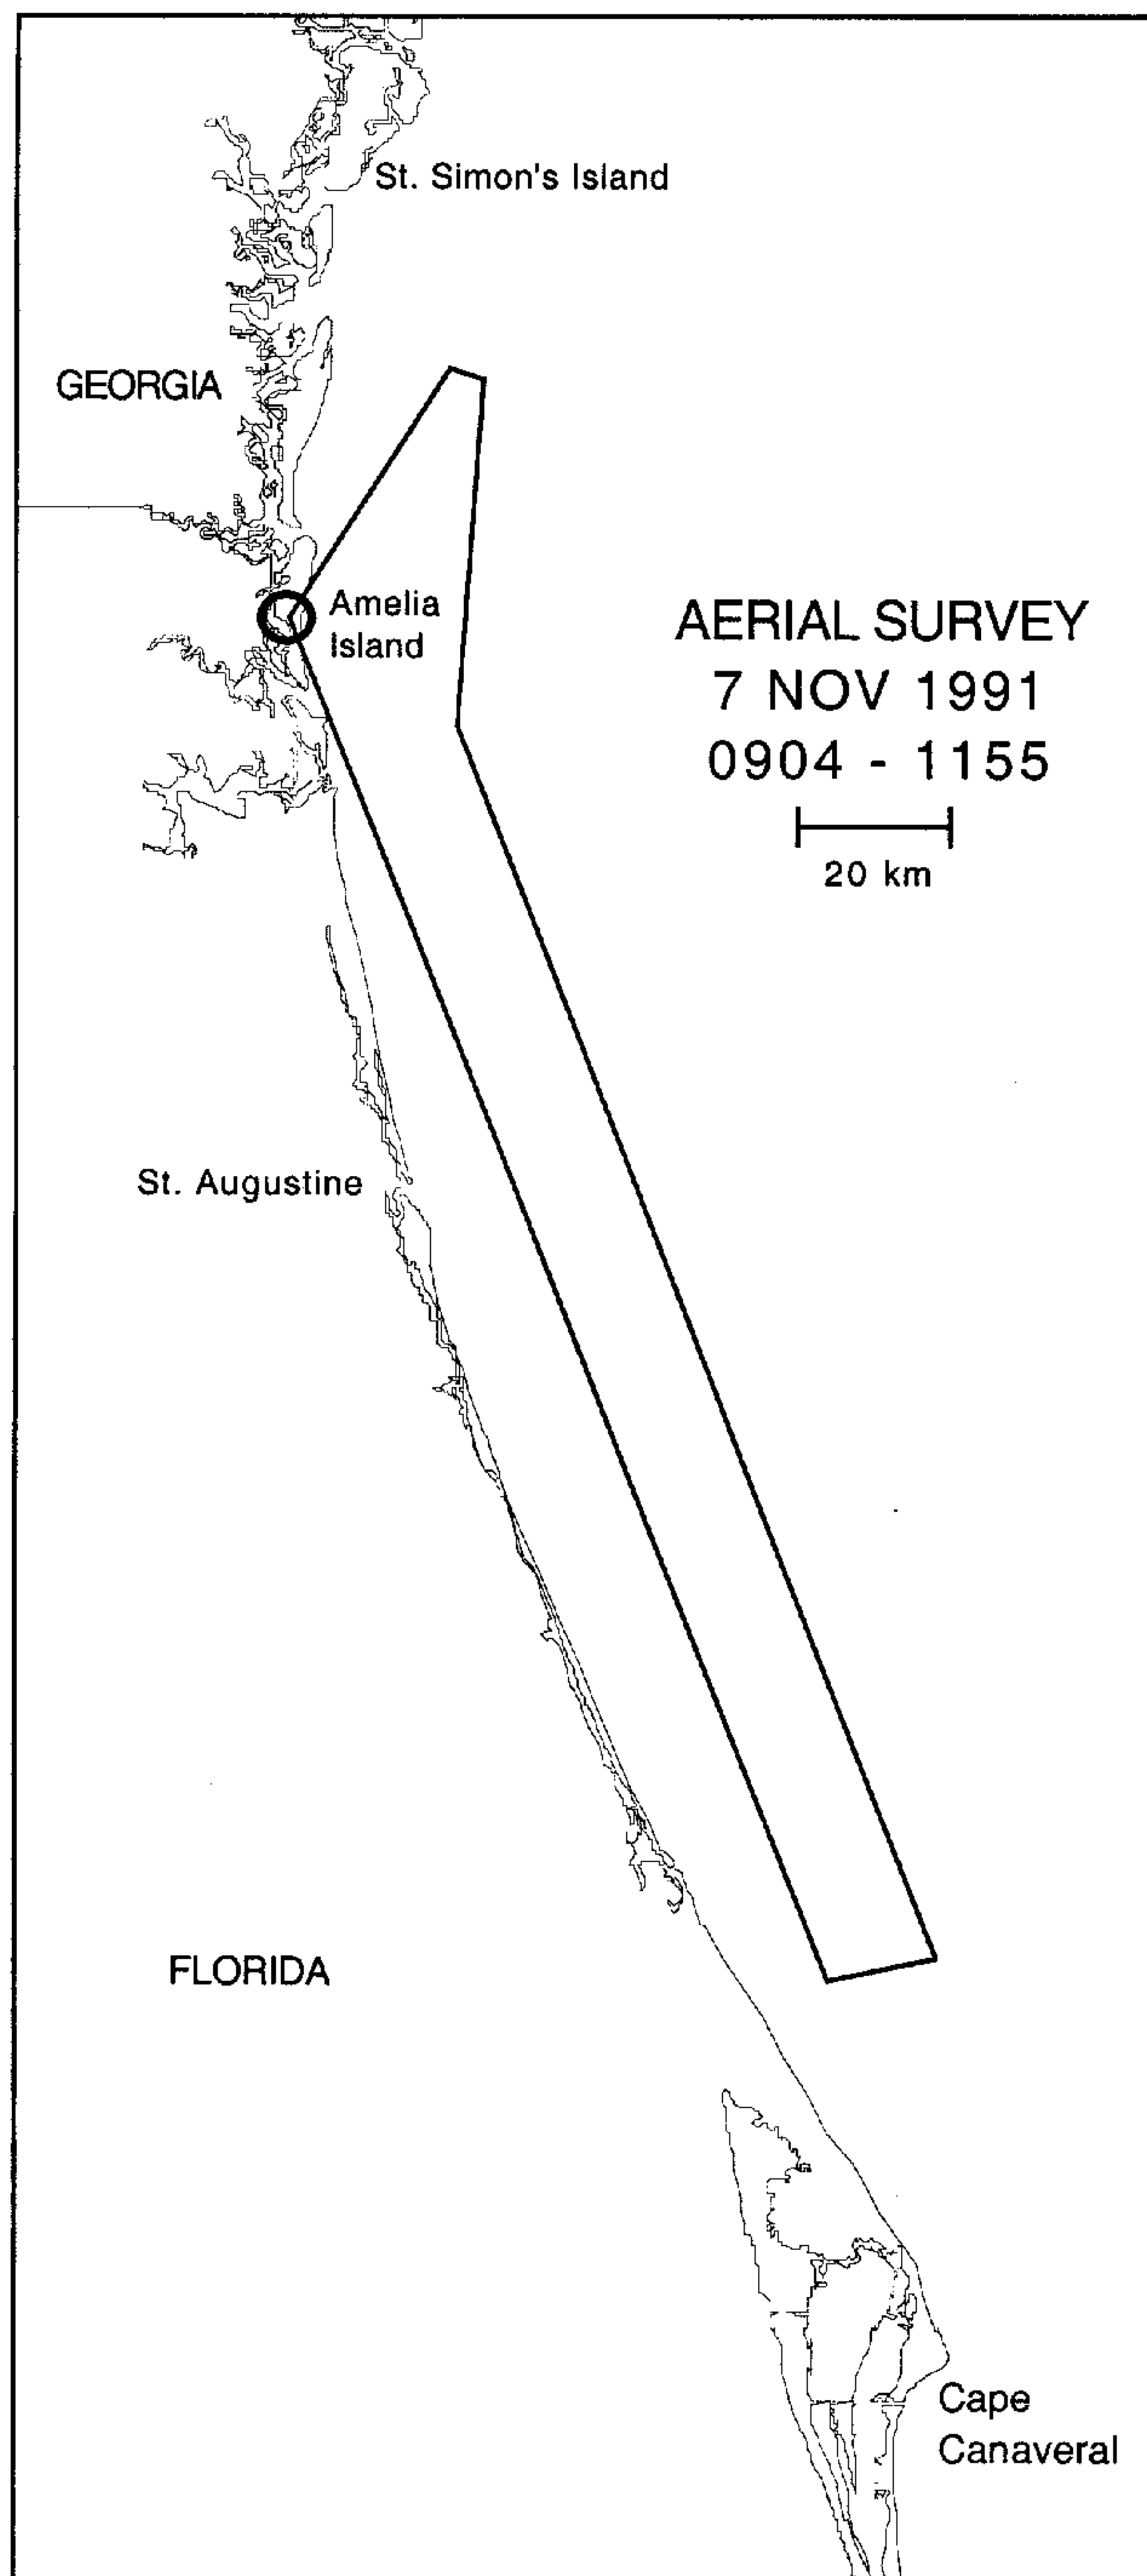 St. Simon's Island
GEORGIA
Amelia
Island
AERIAL SURVEY
7 NOV 1991
0904 - 1155
20 km
St. Augustine
FLORIDA
Cape
Canaveral